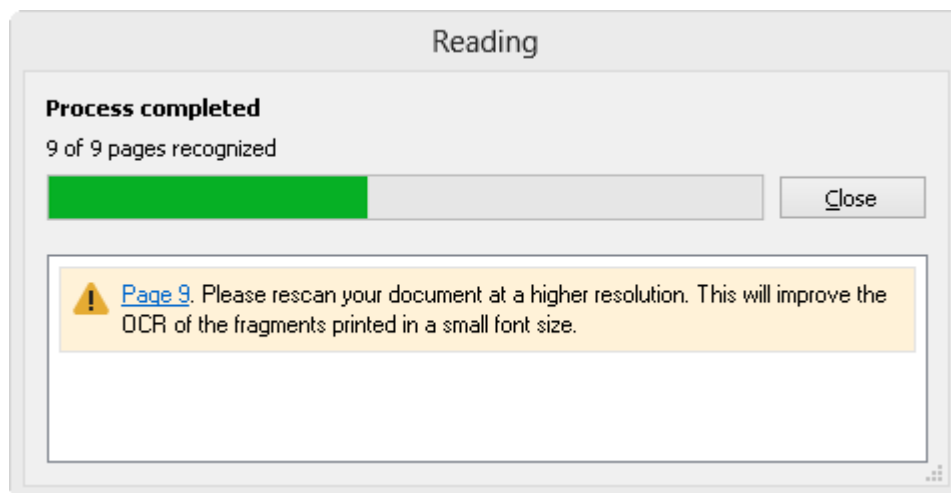 Reading
Process completed
9 of 9 pages recognized
Close
Page 9. Please rescan your document at a higher resolution. This will improve the
OCR of the fragments printed in a small font size.